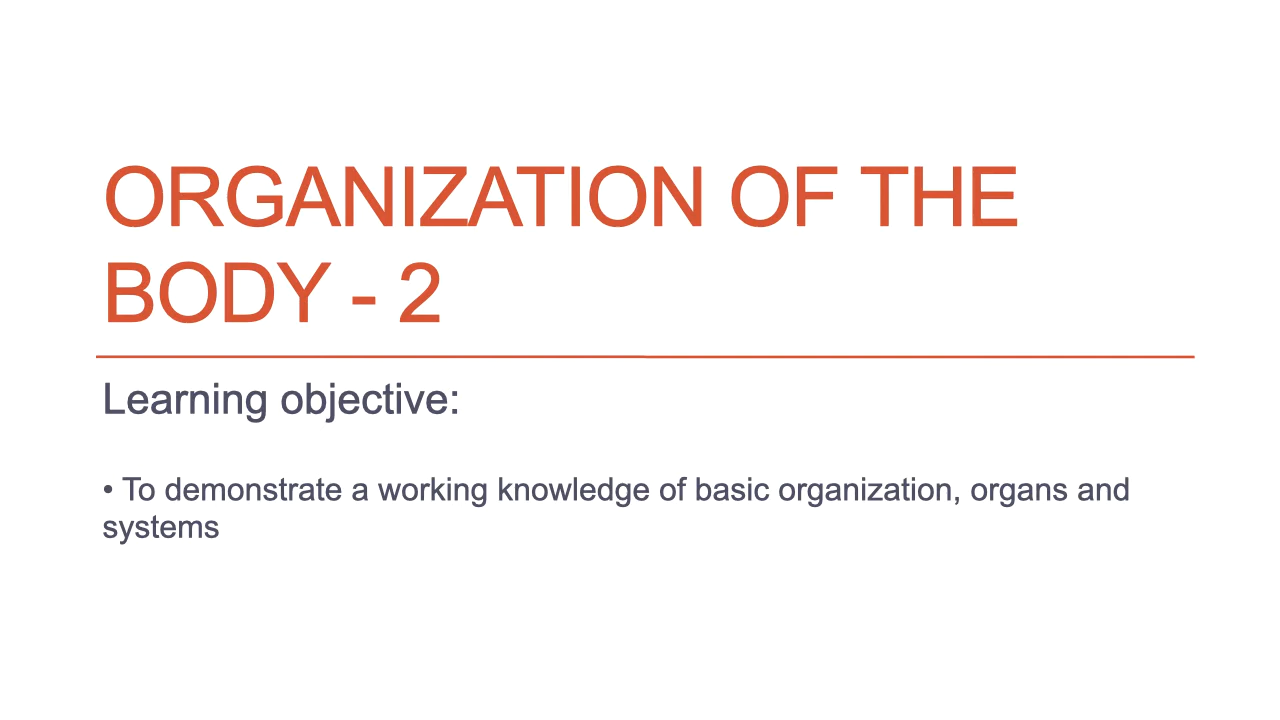 ORGANIZATION OF THE
BODY - 2
Learning objective:
• To demonstrate a working knowledge of basic organization, organs and
systems